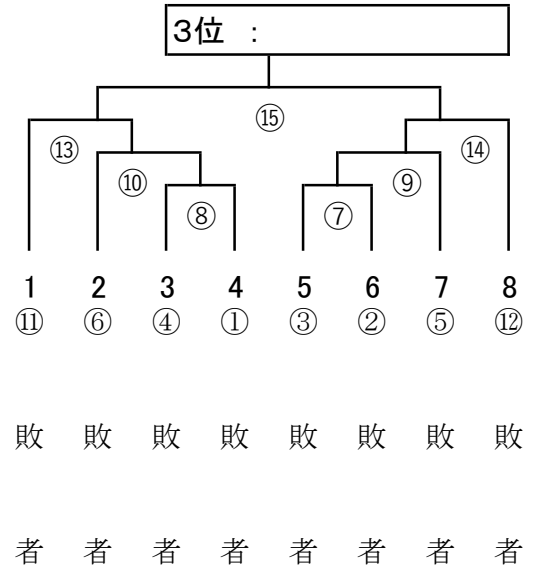 3位 :
⑮
⑬ ⑭
⑩ ⑨
⑧ ⑦
1 2 3 4 5 6 7 8
⑪ ⑥ ④ ① ③ ② ⑤ ⑫
敗 敗 敗 敗 敗 敗 敗 敗
者 者 者 者 者 者 者 者